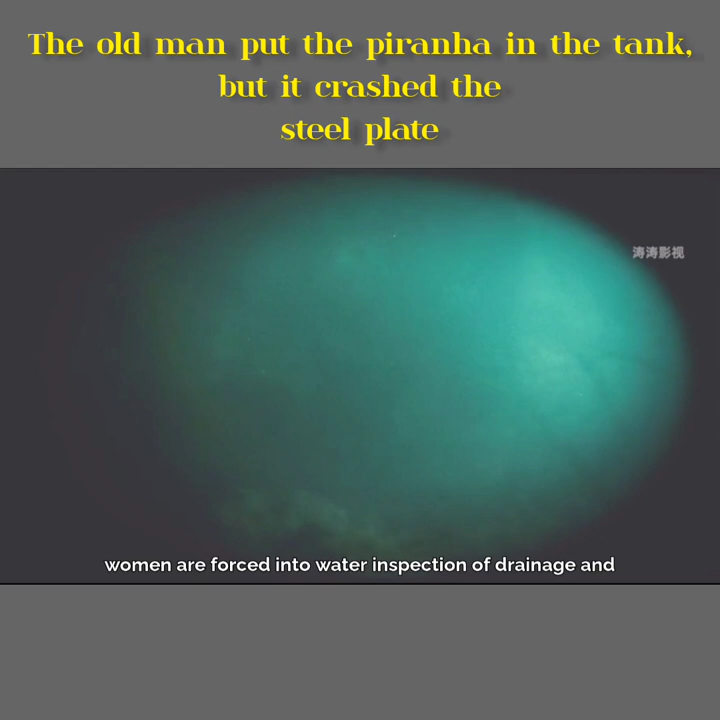 The old man put the piranha in the tank,
but it crashed the
steel plate
涛涛影视
women are forced into water inspection of drainage and